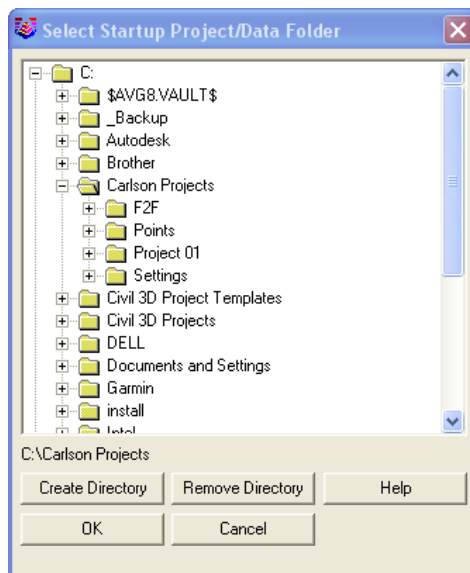 Select Startup Project/Data Folder
C:
$AVG8.VAULT$
_Backup
Autodesk
Brother
Carlson Projects
F2F
Points
Project 01
Settings
Civil 3D Project Templates
Civil 3D Projects
DELL
Documents and Settings
Garmin
install
Intel
C:\Carlson Projects
Create Directory Remove Directory Help
OK Cancel